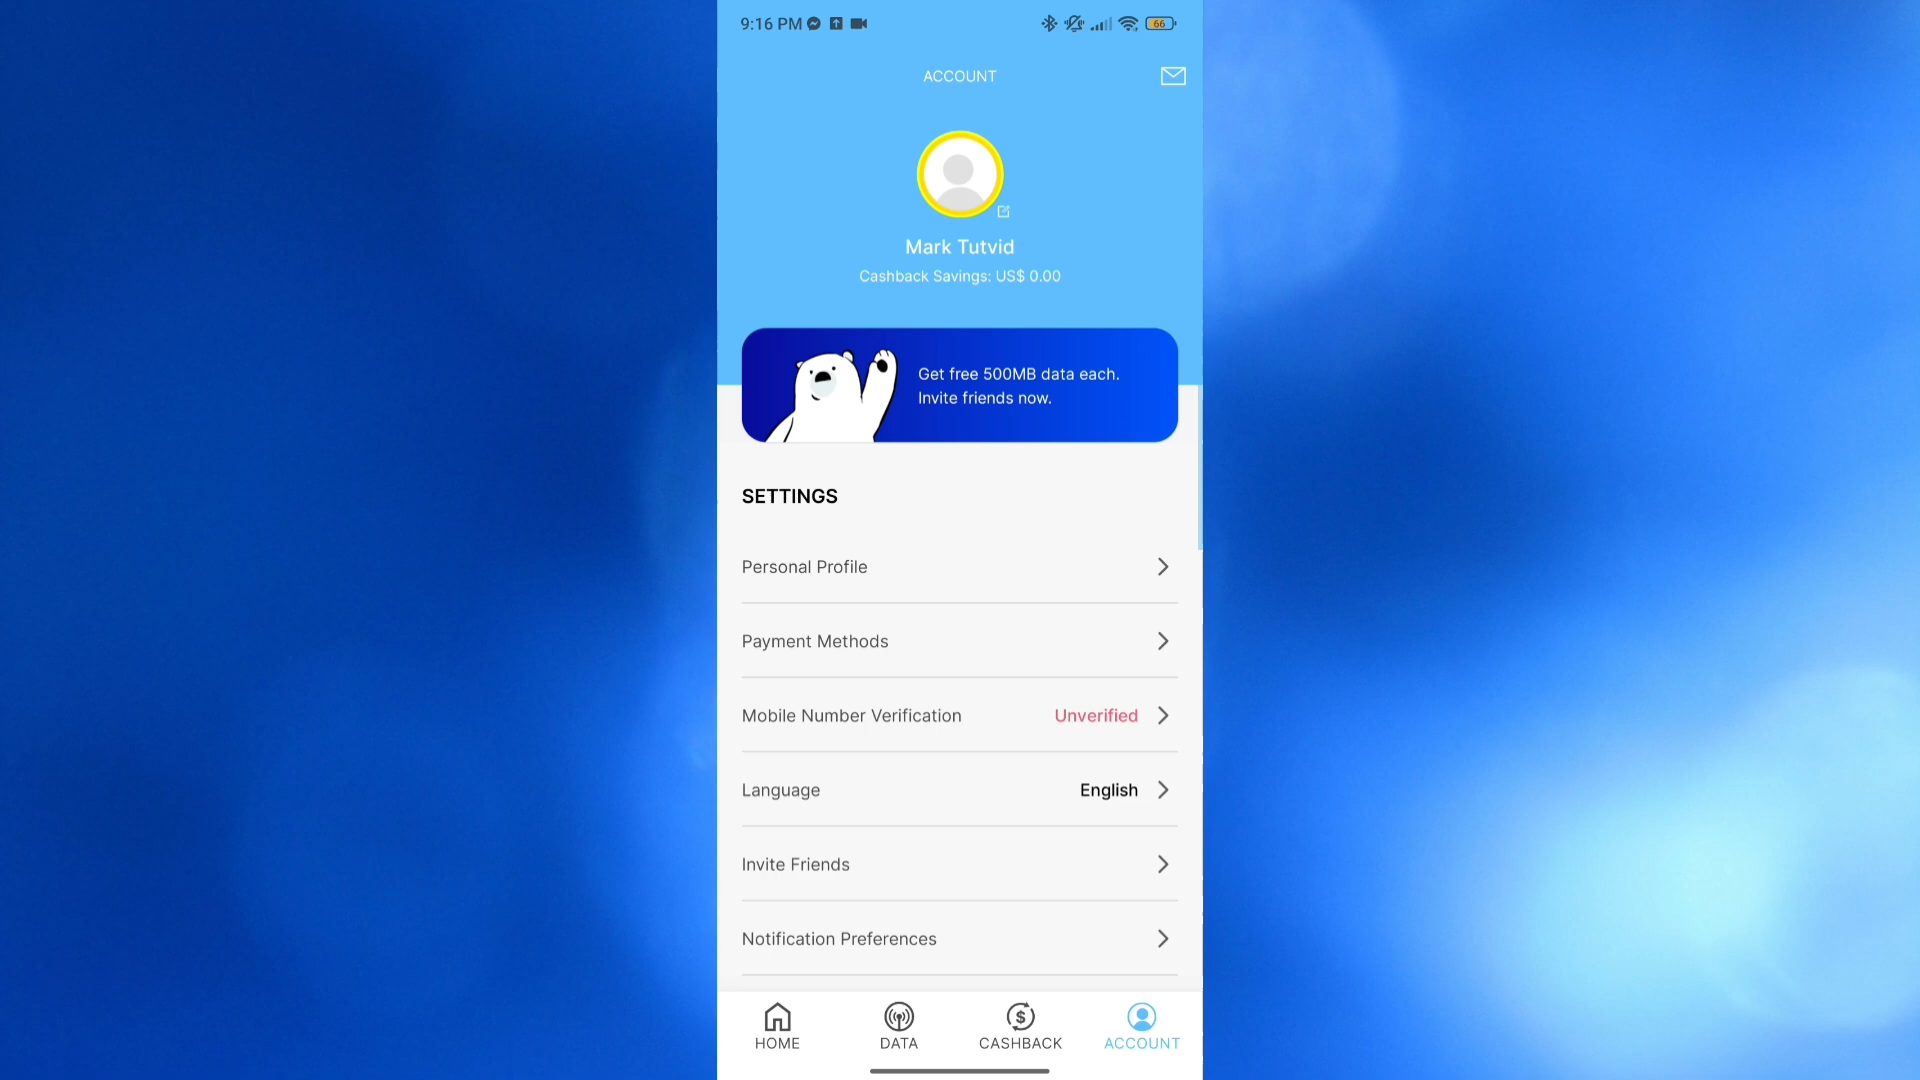 9:16 PM
66
ACCOUNT
Mark Tutvid
Cashback Savings: US$ 0.00
Get free 500MB data each.
Invite friends now.
SETTINGS
Personal Profile
Payment Methods
Mobile Number Verification Unverified
Language English
Invite Friends
Notification Preferences
HOME DATA CASHBACK ACCOUNT